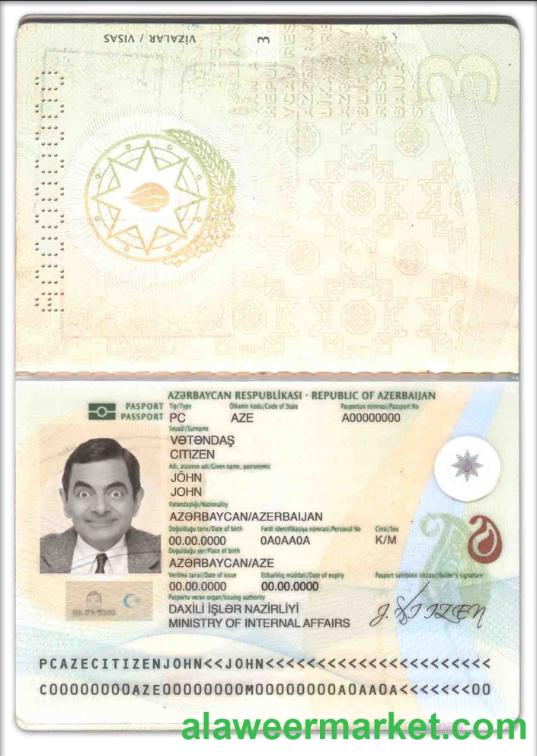 VİZALAR / VISAS
3
AZƏRBAYCAN RESPUBLİKASI · REPUBLIC OF AZERBAIJAN
PASPORT
PASSPORT
Tip/Type Ölkənin kodu/Code of State Pasportun nömrəsi/Passport No
PC AZE A00000000
Soyadı/Surname
VƏTƏNDAŞ
CITIZEN
Adı, atasının adı/Given name, patronymic
JÖHN
JOHN
Vətəndaşlığı/Nationality
AZƏRBAYCAN/AZERBAIJAN
Doğulduğu tarix/Date of birth Fərdi identifikasiya nömrəsi/Personal No Cinsi/Sex
00.00.0000 0A0AA0A K/M
Doğulduğu yer/Place of birth
AZƏRBAYCAN/AZE
Verilmə tarixi/Date of issue Etibarlılıq müddəti/Date of expiry Pasport sahibinin imzası/Holder's signature
00.00.0000 00.00.0000
Pasportu verən orqan/Issuing authority
DAXİLİ İŞLƏR NAZİRLİYİ
MINISTRY OF INTERNAL AFFAIRS
J. CITIZEN
00.00.0000
PCAZECITIZENJOHN<<JOHN<<<<<<<<<<<<<<<<<<<<<<<
C00000000AZE00000000M00000000A0AA0A<<<<<<<00
alaweermarket.com